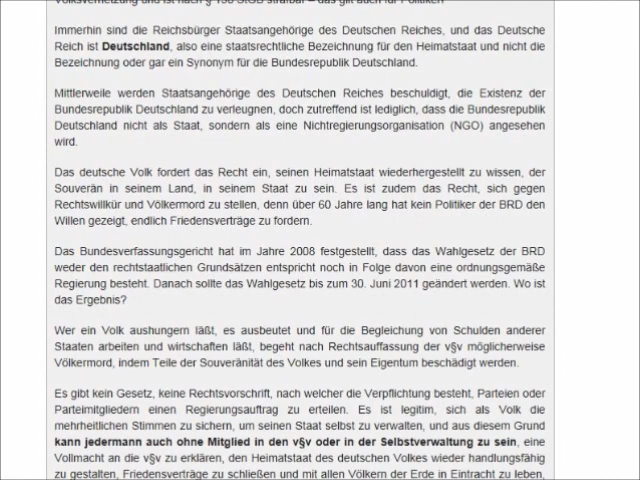 Volksverhetzung und ist nach § 130 StGB strafbar – das gilt auch für Politiker!
Immerhin sind die Reichsbürger Staatsangehörige des Deutschen Reiches, und das Deutsche
Reich ist Deutschland, also eine staatsrechtliche Bezeichnung für den Heimatstaat und nicht die
Bezeichnung oder gar ein Synonym für die Bundesrepublik Deutschland.
Mittlerweile werden Staatsangehörige des Deutschen Reiches beschuldigt, die Existenz der
Bundesrepublik Deutschland zu verleugnen, doch zutreffend ist lediglich, dass die Bundesrepublik
Deutschland nicht als Staat, sondern als eine Nichtregierungsorganisation (NGO) angesehen
wird.
Das deutsche Volk fordert das Recht ein, seinen Heimatstaat wiederhergestellt zu wissen, der
Souverän in seinem Land, in seinem Staat zu sein. Es ist zudem das Recht, sich gegen
Rechtswillkür und Völkermord zu stellen, denn über 60 Jahre lang hat kein Politiker der BRD den
Willen gezeigt, endlich Friedensverträge zu fordern.
Das Bundesverfassungsgericht hat im Jahre 2008 festgestellt, dass das Wahlgesetz der BRD
weder den rechtstaatlichen Grundsätzen entspricht noch in Folge davon eine ordnungsgemäße
Regierung besteht. Danach sollte das Wahlgesetz bis zum 30. Juni 2011 geändert werden. Wo ist
das Ergebnis?
Wer ein Volk aushungern läßt, es ausbeutet und für die Begleichung von Schulden anderer
Staaten arbeiten und wirtschaften läßt, begeht nach Rechtsauffassung der v§v möglicherweise
Völkermord, indem Teile der Souveränität des Volkes und sein Eigentum beschädigt werden.
Es gibt kein Gesetz, keine Rechtsvorschrift, nach welcher die Verpflichtung besteht, Parteien oder
Parteimitgliedern einen Regierungsauftrag zu erteilen. Es ist legitim, sich als Volk die
mehrheitlichen Stimmen zu sichern, um seinen Staat selbst zu verwalten, und aus diesem Grund
kann jedermann auch ohne Mitglied in den v§v oder in der Selbstverwaltung zu sein, eine
Vollmacht an die v§v zu erklären, den Heimatstaat des deutschen Volkes wieder handlungsfähig
zu gestalten, Friedensverträge zu schließen und mit allen Völkern der Erde in Eintracht zu leben,